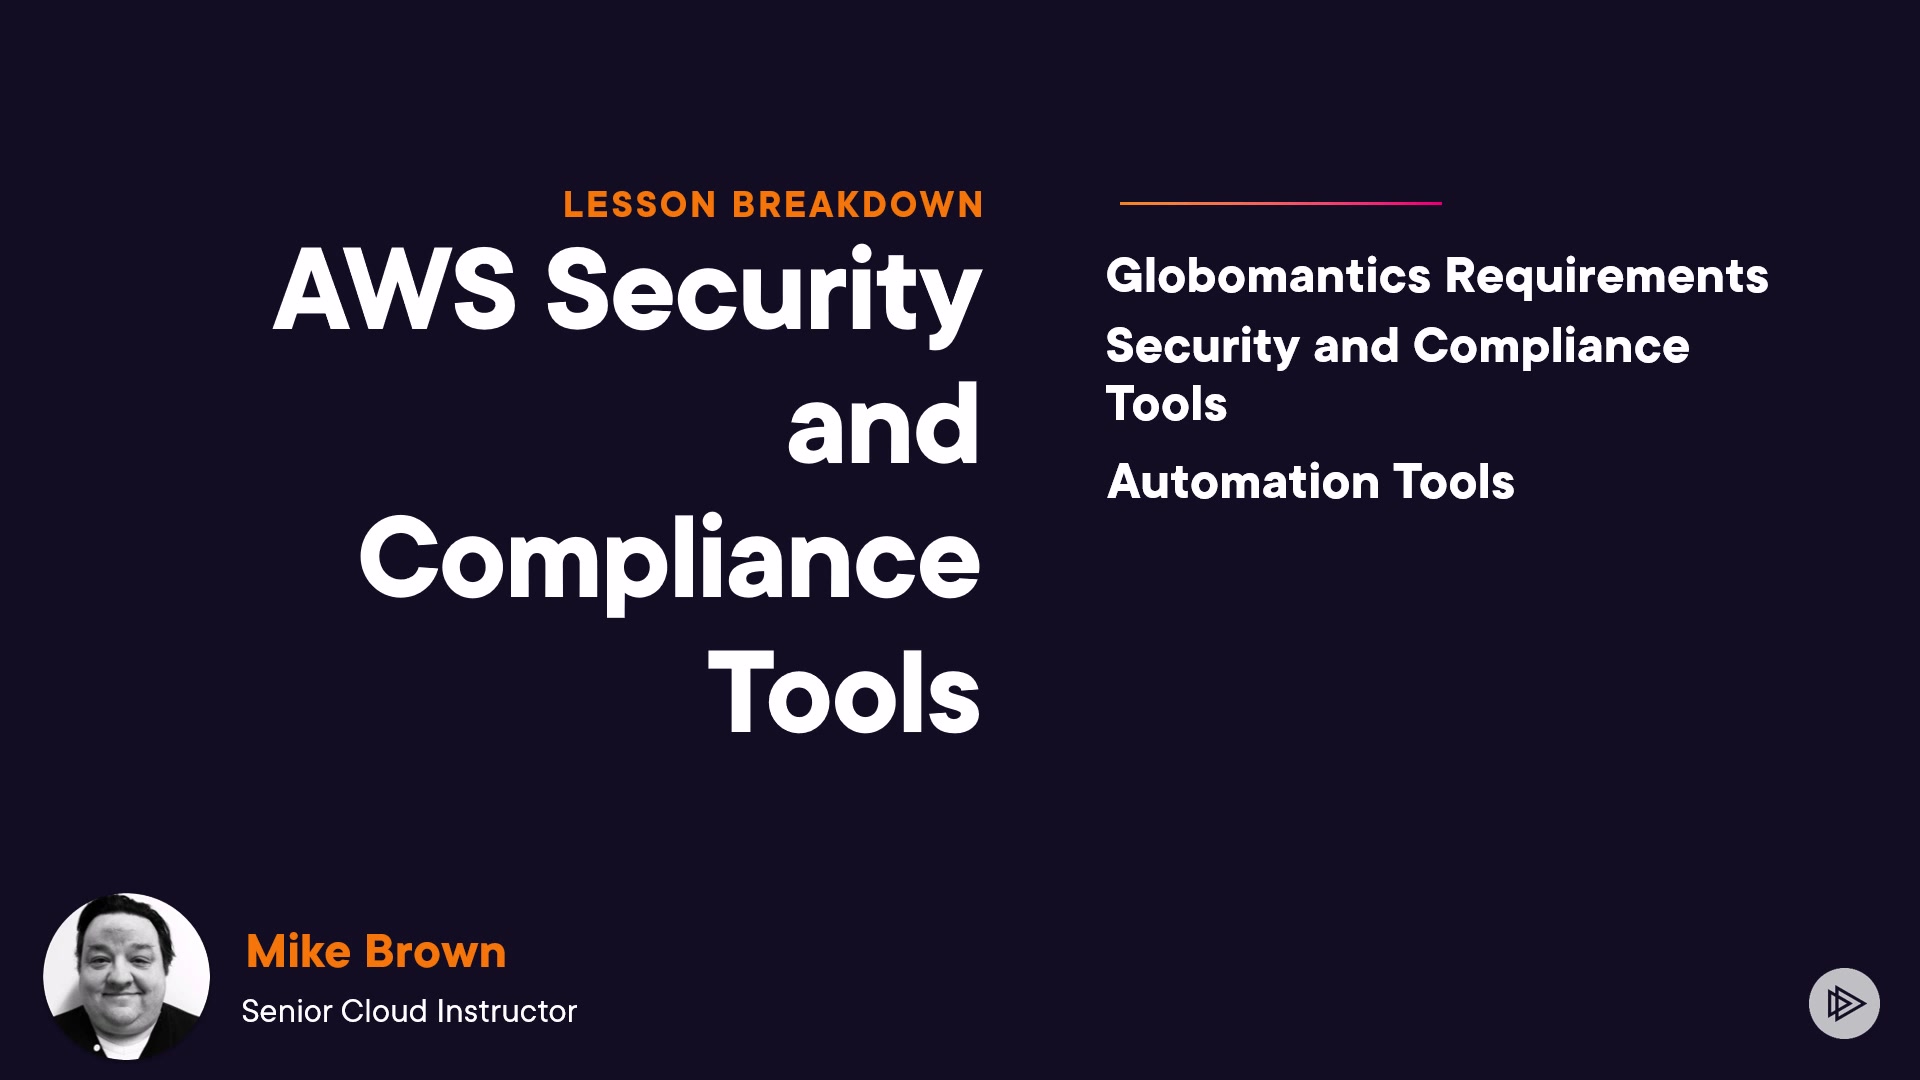 LESSON BREAKDOWN
AWS Security
and
Compliance
Tools
Globomantics Requirements
Security and Compliance
Tools
Automation Tools
Mike Brown
Senior Cloud Instructor